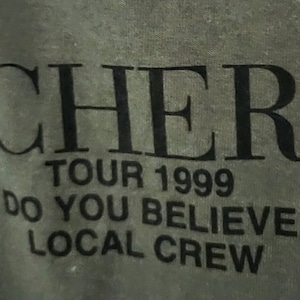 CHER
TOUR 1999
DO YOU BELIEVE
LOCAL CREW